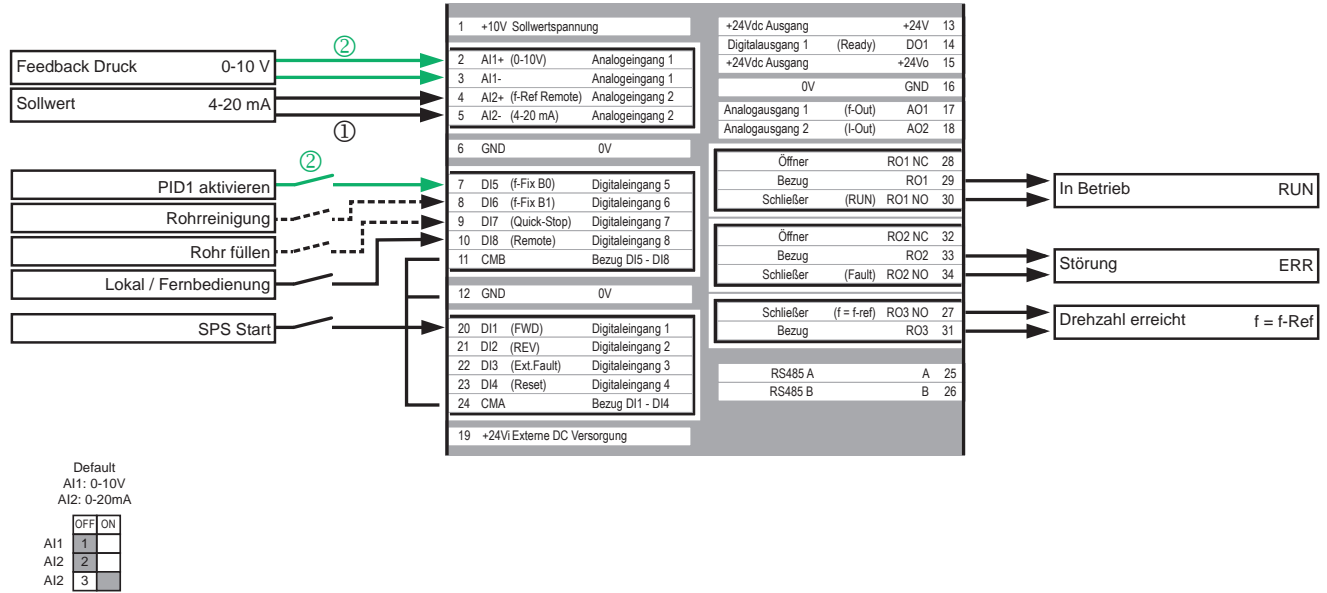 1 +10V Sollwertspannung
②
Feedback Druck 0-10 V
2 AI1+ (0-10V) Analogeingang 1
3 AI1- Analogeingang 1
Sollwert 4-20 mA
4 AI2+ (f-Ref Remote) Analogeingang 2
5 AI2- (4-20 mA) Analogeingang 2
①
6 GND 0V
②
PID1 aktivieren
7 DI5 (f-Fix B0) Digitaleingang 5
Rohrreinigung
8 DI6 (f-Fix B1) Digitaleingang 6
9 DI7 (Quick-Stop) Digitaleingang 7
Rohr füllen
10 DI8 (Remote) Digitaleingang 8
11 CMB Bezug DI5 - DI8
Lokal / Fernbedienung
12 GND 0V
SPS Start
20 DI1 (FWD) Digitaleingang 1
21 DI2 (REV) Digitaleingang 2
22 DI3 (Ext.Fault) Digitaleingang 3
23 DI4 (Reset) Digitaleingang 4
24 CMA Bezug DI1 - DI4
19 +24Vi Externe DC Versorgung
+24Vdc Ausgang +24V 13
Digitalausgang 1 (Ready) DO1 14
+24Vdc Ausgang +24Vo 15
0V GND 16
Analogausgang 1 (f-Out) AO1 17
Analogausgang 2 (I-Out) AO2 18
Öffner RO1 NC 28
Bezug RO1 29
Schließer (RUN) RO1 NO 30
In Betrieb RUN
Öffner RO2 NC 32
Bezug RO2 33
Schließer (Fault) RO2 NO 34
Störung ERR
Schließer (f = f-ref) RO3 NO 27
Bezug RO3 31
Drehzahl erreicht f = f-Ref
RS485 A A 25
RS485 B B 26
Default
AI1: 0-10V
AI2: 0-20mA
OFF ON
AI1 1
AI2 2
AI2 3